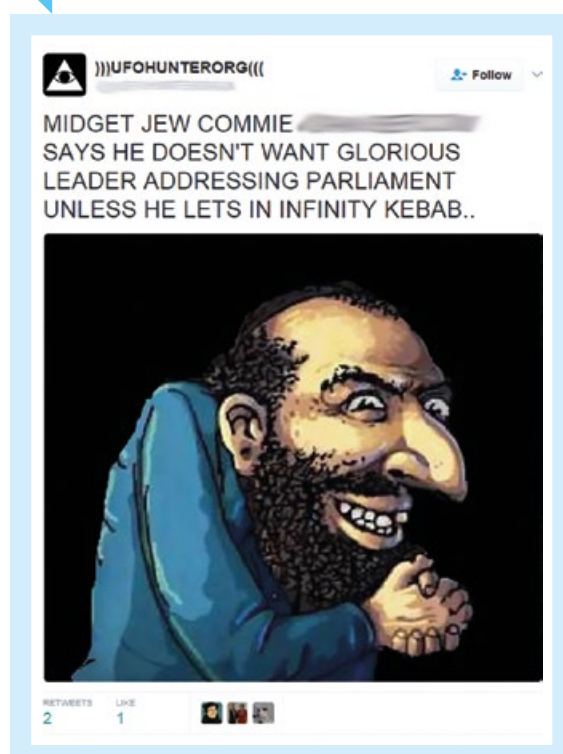 )))UFOHUNTERORG(((
Follow
MIDGET JEW COMMIE
SAYS HE DOESN'T WANT GLORIOUS
LEADER ADDRESSING PARLIAMENT
UNLESS HE LETS IN INFINITY KEBAB..
RETWEETS LIKE
2 1